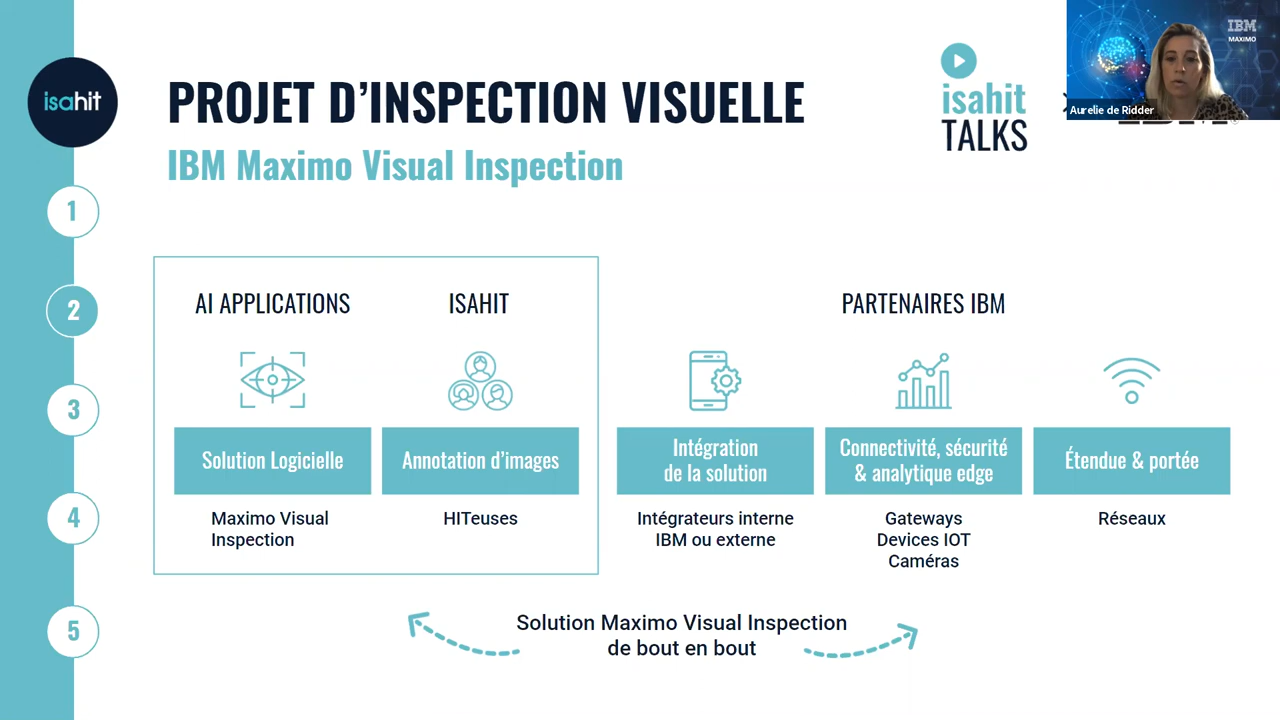 isahit
PROJET D’INSPECTION VISUELLE
IBM Maximo Visual Inspection
isahit
TALKS
IBM
MAXIMO
Aurelie de Ridder
1
2
3
4
5
AI APPLICATIONS
ISAHIT
PARTENAIRES IBM
Solution Logicielle
Annotation d’images
Intégration
de la solution
Connectivité, sécurité
& analytique edge
Étendue & portée
Maximo Visual
Inspection
HITeuses
Intégrateurs interne
IBM ou externe
Gateways
Devices IOT
Caméras
Réseaux
Solution Maximo Visual Inspection
de bout en bout